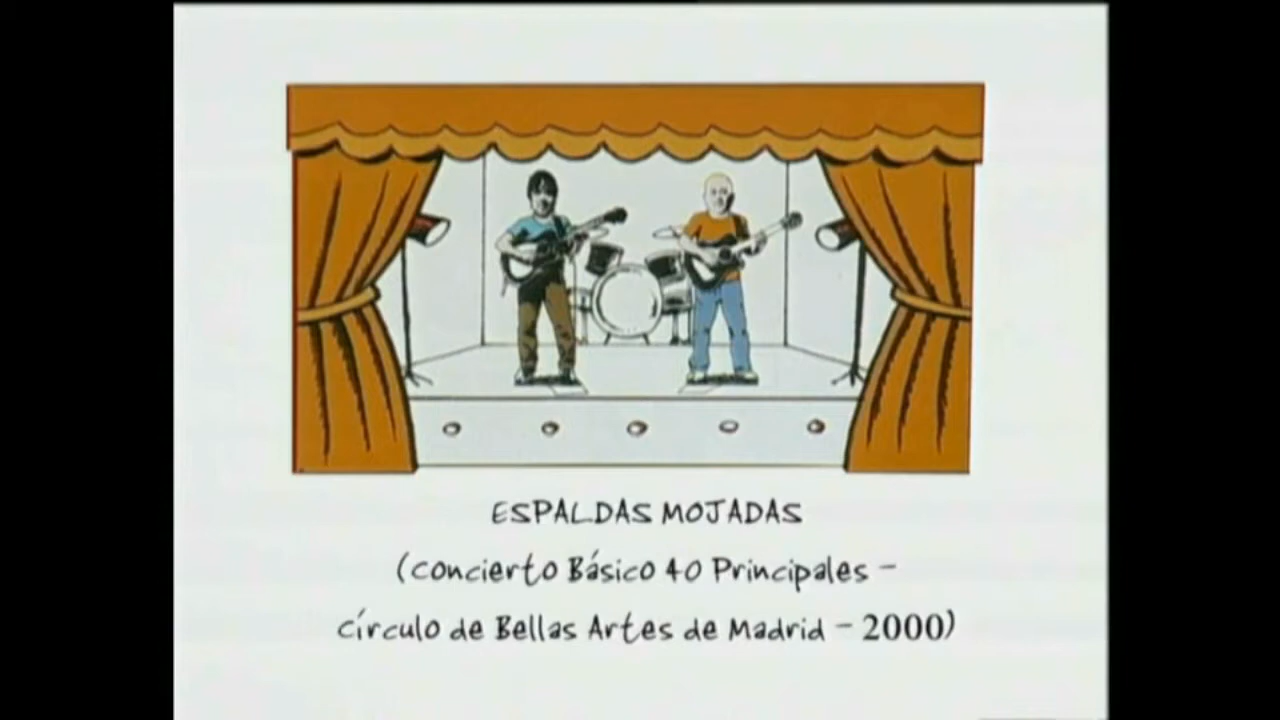 ESPALDAS MOJADAS
(concierto Básico 40 Principales -
círculo de Bellas Artes de Madrid - 2000)